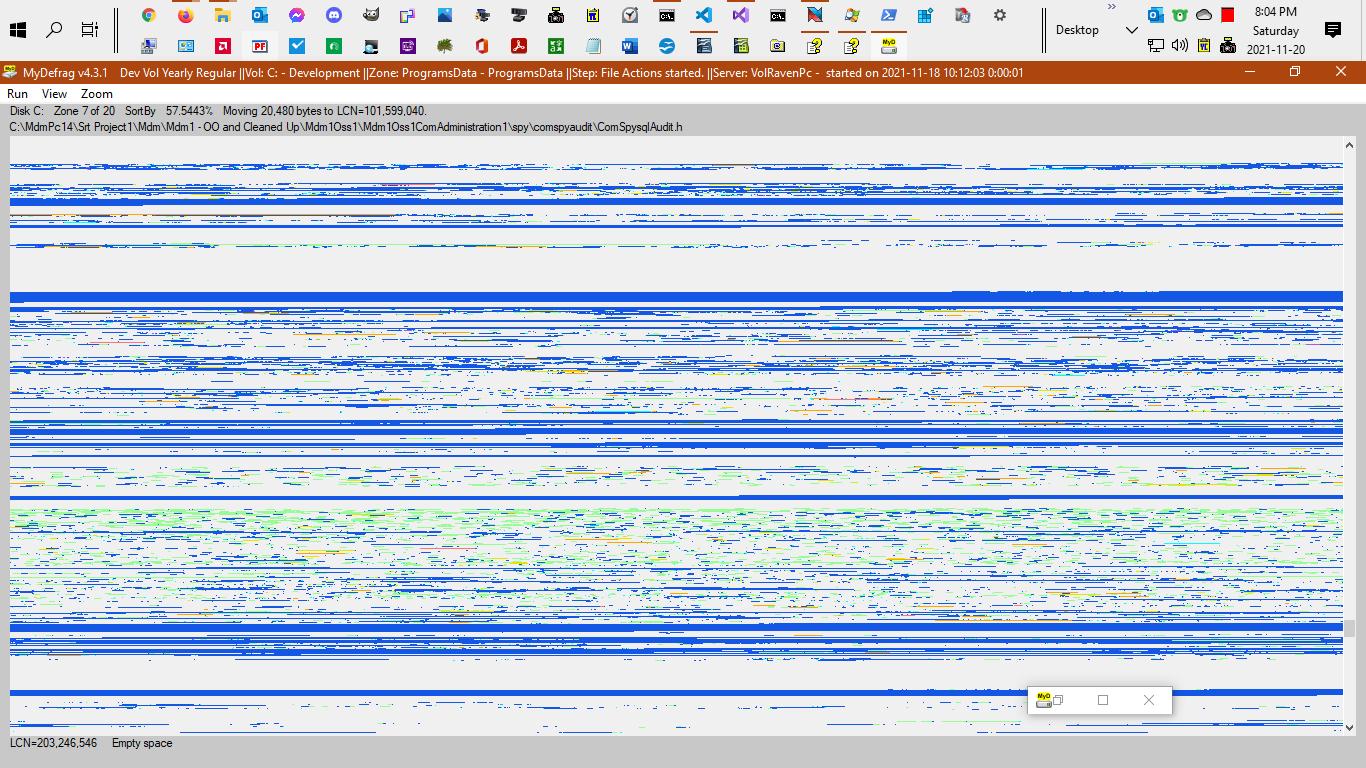 8:04 PM
Desktop
Saturday
2021-11-20
MyDefrag v4.3.1 Dev Vol Yearly Regular ||Vol: C: - Development ||Zone: ProgramsData - ProgramsData ||Step: File Actions started. ||Server: VolRavenPc - started on 2021-11-18 10:12:03 0:00:01
Run View Zoom
Disk C: Zone 7 of 20 SortBy 57.5443% Moving 20,480 bytes to LCN=101,599,040.
C:\MdmPc14\Srt Project1\Mdm\Mdm1 - OO and Cleaned Up\Mdm1Oss1\Mdm1Oss1ComAdministration1\spy\comspyaudit\ComSpysqlAudit.h
MyD
LCN=203,246,546 Empty space